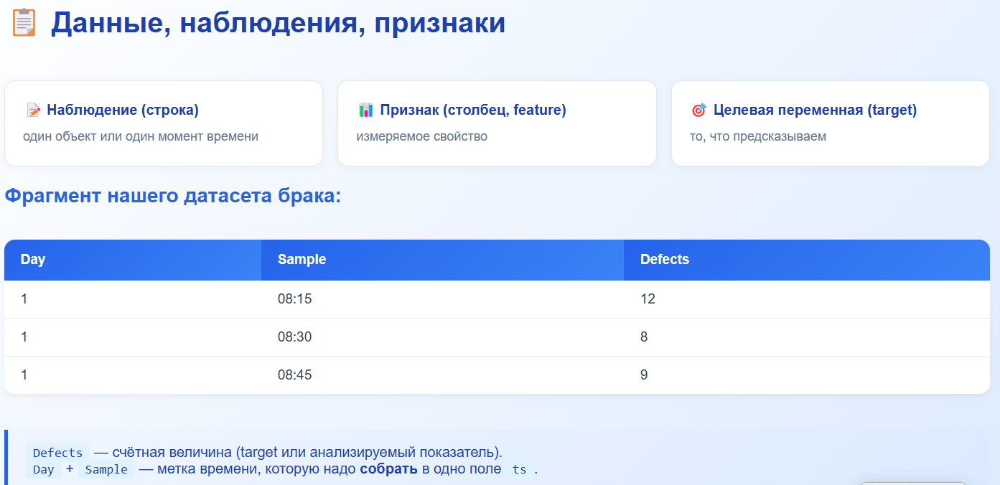 Данные, наблюдения, признаки
Наблюдение (строка)
один объект или один момент времени
Признак (столбец, feature)
измеряемое свойство
Целевая переменная (target)
то, что предсказываем
Фрагмент нашего датасета брака:
Day Sample Defects
1 08:15 12
1 08:30 8
1 08:45 9
Defects — счётная величина (target или анализируемый показатель).
Day + Sample — метка времени, которую надо собрать в одно поле ts .